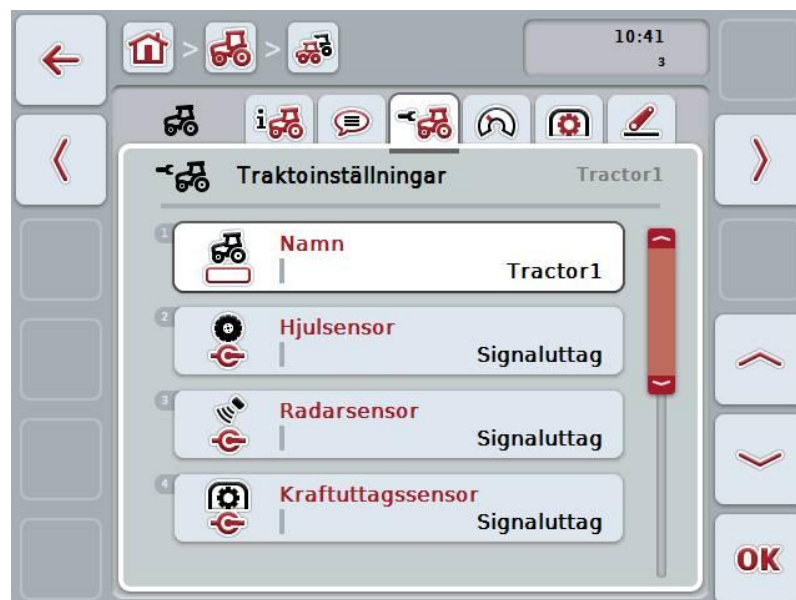 10:41
3
>
>
i
Traktoinställningar
Tractor1
1
Namn
Tractor1
2
Hjulsensor
Signaluttag
3
Radarsensor
Signaluttag
4
Kraftuttagssensor
Signaluttag
OK